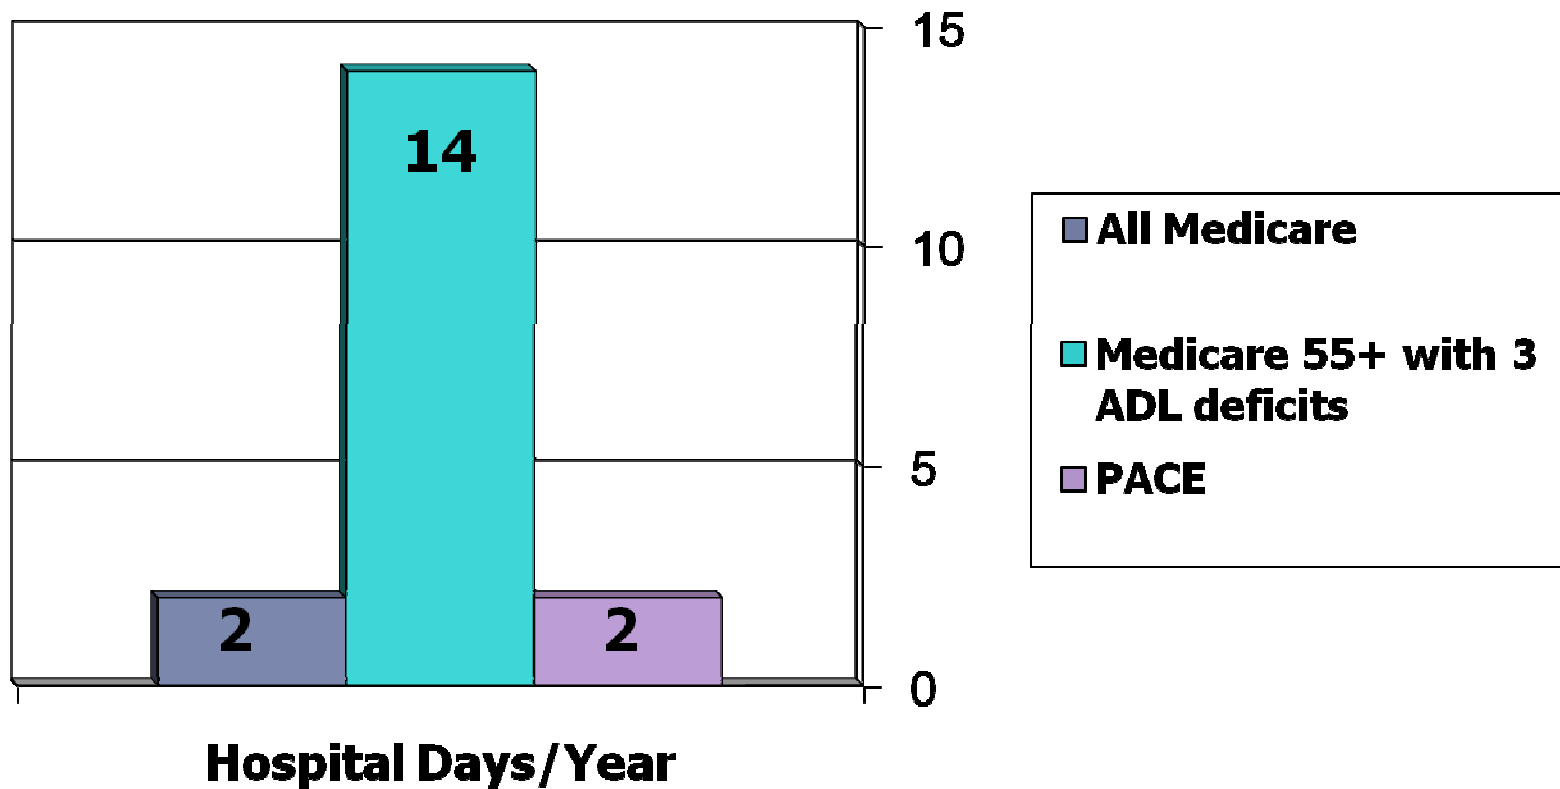 15
14
10
5
2
2
0
Hospital Days/Year
All Medicare
Medicare 55+ with 3
ADL deficits
PACE